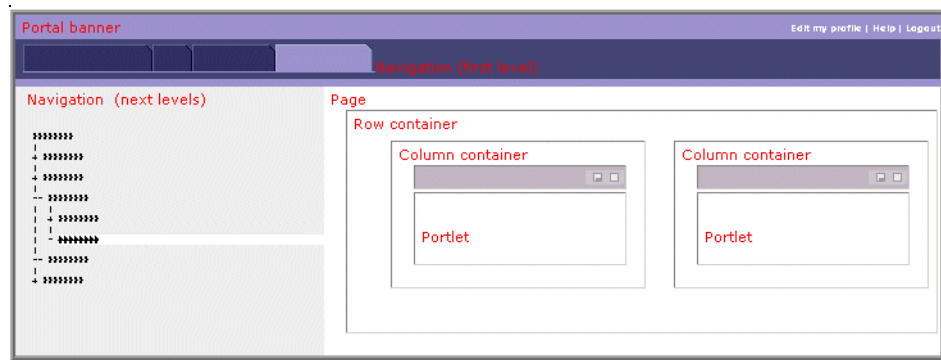 Portal banner
Edit my profile | Help | Logout
Navigation (first level)
Navigation (next levels)
Page
Row container
Column container
Column container
Portlet
Portlet